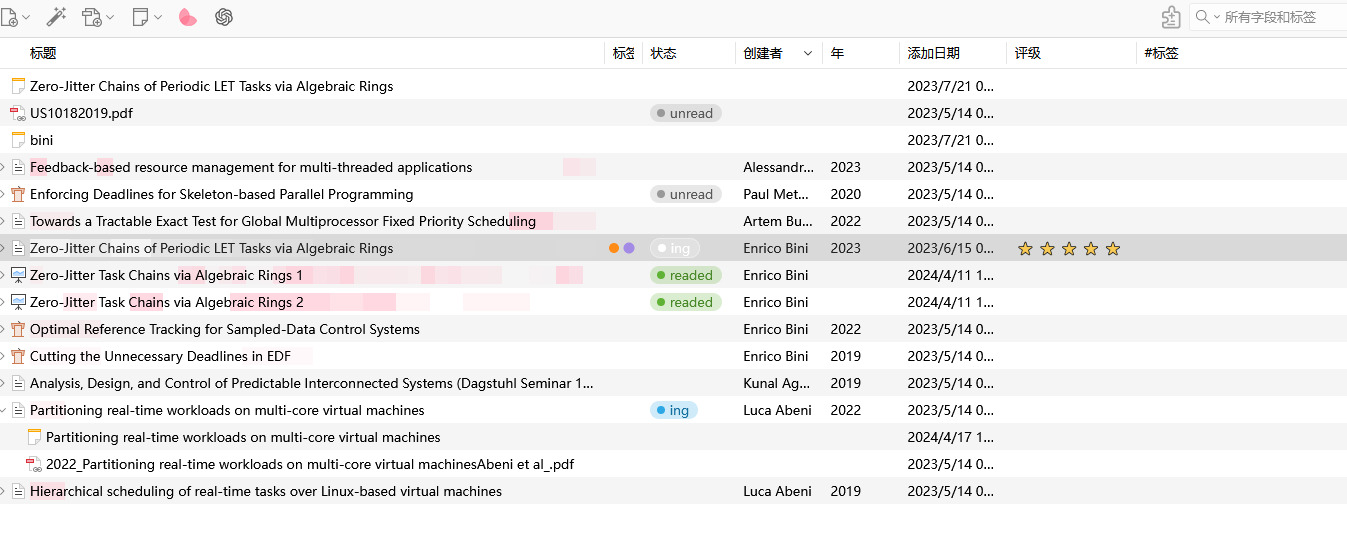 所有字段和标签
标题 标签 状态 创建者 年 添加日期 评级 #标签
Zero-Jitter Chains of Periodic LET Tasks via Algebraic Rings 2023/7/21 0...
US10182019.pdf unread 2023/5/14 0...
bini 2023/7/21 0...
Feedback-based resource management for multi-threaded applications Alessandr... 2023 2023/5/14 0...
Enforcing Deadlines for Skeleton-based Parallel Programming unread Paul Met... 2020 2023/5/14 0...
Towards a Tractable Exact Test for Global Multiprocessor Fixed Priority Scheduling Artem Bu... 2022 2023/5/14 0...
Zero-Jitter Chains of Periodic LET Tasks via Algebraic Rings ing Enrico Bini 2023 2023/6/15 0...
Zero-Jitter Task Chains via Algebraic Rings 1 readed Enrico Bini 2024/4/11 1...
Zero-Jitter Task Chains via Algebraic Rings 2 readed Enrico Bini 2024/4/11 1...
Optimal Reference Tracking for Sampled-Data Control Systems Enrico Bini 2022 2023/5/14 0...
Cutting the Unnecessary Deadlines in EDF Enrico Bini 2019 2023/5/14 0...
Analysis, Design, and Control of Predictable Interconnected Systems (Dagstuhl Seminar 1... Kunal Ag... 2019 2023/5/14 0...
Partitioning real-time workloads on multi-core virtual machines ing Luca Abeni 2022 2023/5/14 0...
Partitioning real-time workloads on multi-core virtual machines 2024/4/17 1...
2022_Partitioning real-time workloads on multi-core virtual machinesAbeni et al_.pdf 2023/5/14 0...
Hierarchical scheduling of real-time tasks over Linux-based virtual machines Luca Abeni 2019 2023/5/14 0...